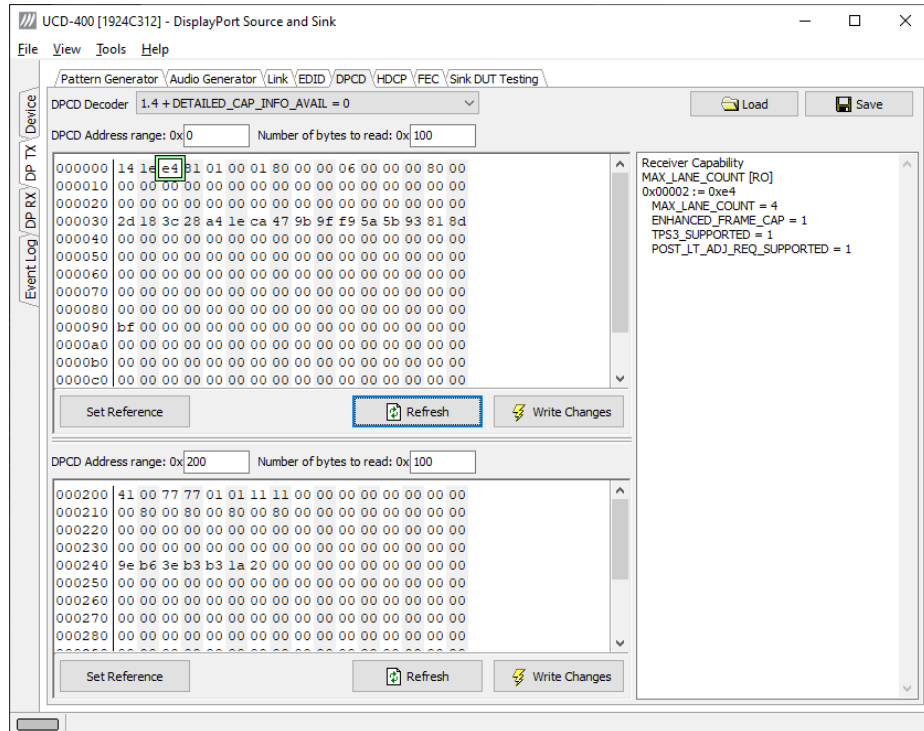 UCD-400 [1924C312] - DisplayPort Source and Sink
File View Tools Help
Pattern Generator Audio Generator Link EDID DPCD HDCP FEC Sink DUT Testing
Device
DP TX
DP RX
Event Log
DPCD Decoder 1.4 + DETAILED_CAP_INFO_AVAIL = 0
Load Save
DPCD Address range: 0x 0 Number of bytes to read: 0x 100
000000 14 1e e4 81 01 00 01 80 00 00 06 00 00 00 80 00
000010 00 00 00 00 00 00 00 00 00 00 00 00 00 00 00 00
000020 00 00 00 00 00 00 00 00 00 00 00 00 00 00 00 00
000030 2d 18 3c 28 a4 1e ca 47 9b 9f f9 5a 5b 93 81 8d
000040 00 00 00 00 00 00 00 00 00 00 00 00 00 00 00 00
000050 00 00 00 00 00 00 00 00 00 00 00 00 00 00 00 00
000060 00 00 00 00 00 00 00 00 00 00 00 00 00 00 00 00
000070 00 00 00 00 00 00 00 00 00 00 00 00 00 00 00 00
000080 00 00 00 00 00 00 00 00 00 00 00 00 00 00 00 00
000090 bf 00 00 00 00 00 00 00 00 00 00 00 00 00 00 00
0000a0 00 00 00 00 00 00 00 00 00 00 00 00 00 00 00 00
0000b0 00 00 00 00 00 00 00 00 00 00 00 00 00 00 00 00
0000c0 00 00 00 00 00 00 00 00 00 00 00 00 00 00 00 00
Set Reference Refresh Write Changes
Receiver Capability
MAX_LANE_COUNT [RO]
0x00002 := 0xe4
MAX_LANE_COUNT = 4
ENHANCED_FRAME_CAP = 1
TPS3_SUPPORTED = 1
POST_LT_ADJ_REQ_SUPPORTED = 1
DPCD Address range: 0x 200 Number of bytes to read: 0x 100
000200 41 00 77 77 01 01 11 11 00 00 00 00 00 00 00 00
000210 00 80 00 80 00 80 00 80 00 00 00 00 00 00 00 00
000220 00 00 00 00 00 00 00 00 00 00 00 00 00 00 00 00
000230 00 00 00 00 00 00 00 00 00 00 00 00 00 00 00 00
000240 9e b6 3e b3 b3 1a 20 00 00 00 00 00 00 00 00 00
000250 00 00 00 00 00 00 00 00 00 00 00 00 00 00 00 00
000260 00 00 00 00 00 00 00 00 00 00 00 00 00 00 00 00
000270 00 00 00 00 00 00 00 00 00 00 00 00 00 00 00 00
000280 00 00 00 00 00 00 00 00 00 00 00 00 00 00 00 00
Set Reference Refresh Write Changes